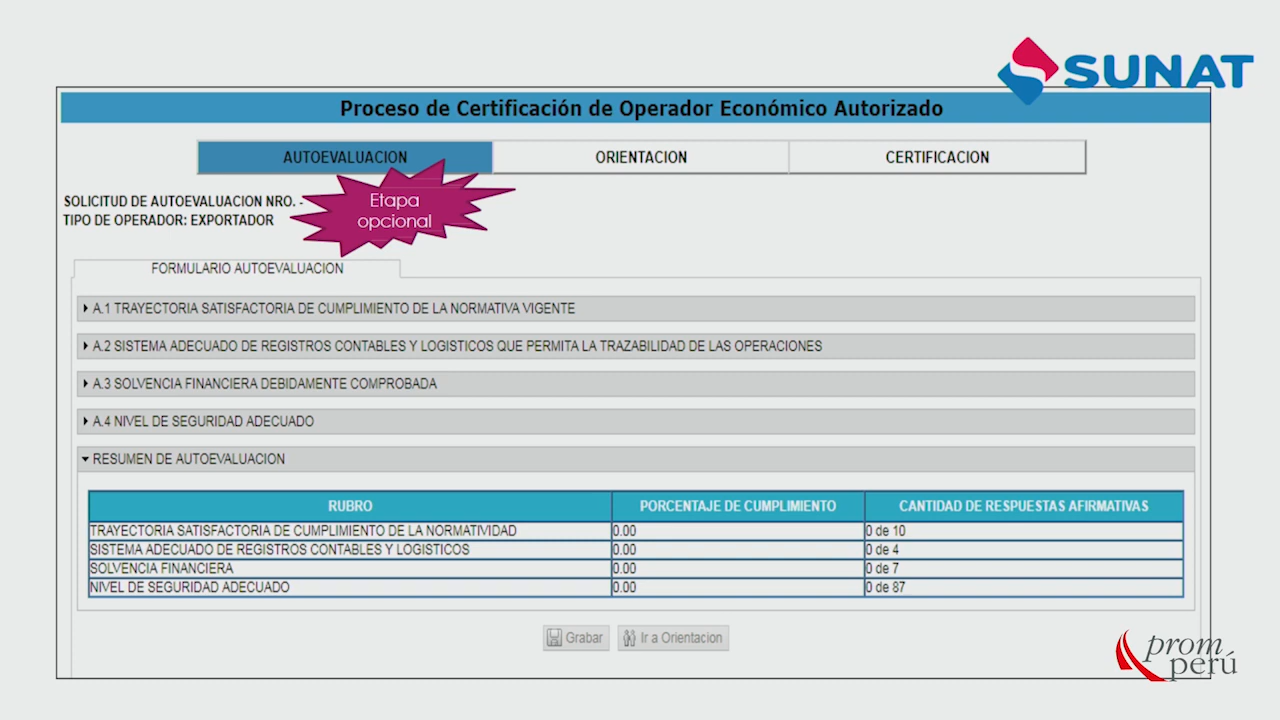 SUNAT
Proceso de Certificación de Operador Económico Autorizado
AUTOEVALUACION ORIENTACION CERTIFICACION
SOLICITUD DE AUTOEVALUACION NRO. -
TIPO DE OPERADOR: EXPORTADOR
Etapa
opcional
FORMULARIO AUTOEVALUACION
A.1 TRAYECTORIA SATISFACTORIA DE CUMPLIMIENTO DE LA NORMATIVA VIGENTE
A.2 SISTEMA ADECUADO DE REGISTROS CONTABLES Y LOGISTICOS QUE PERMITA LA TRAZABILIDAD DE LAS OPERACIONES
A.3 SOLVENCIA FINANCIERA DEBIDAMENTE COMPROBADA
A.4 NIVEL DE SEGURIDAD ADECUADO
RESUMEN DE AUTOEVALUACION
RUBRO PORCENTAJE DE CUMPLIMIENTO CANTIDAD DE RESPUESTAS AFIRMATIVAS
TRAYECTORIA SATISFACTORIA DE CUMPLIMIENTO DE LA NORMATIVIDAD 0.00 0 de 10
SISTEMA ADECUADO DE REGISTROS CONTABLES Y LOGISTICOS 0.00 0 de 4
SOLVENCIA FINANCIERA 0.00 0 de 7
NIVEL DE SEGURIDAD ADECUADO 0.00 0 de 87
Grabar Ir a Orientacion
prom
perú